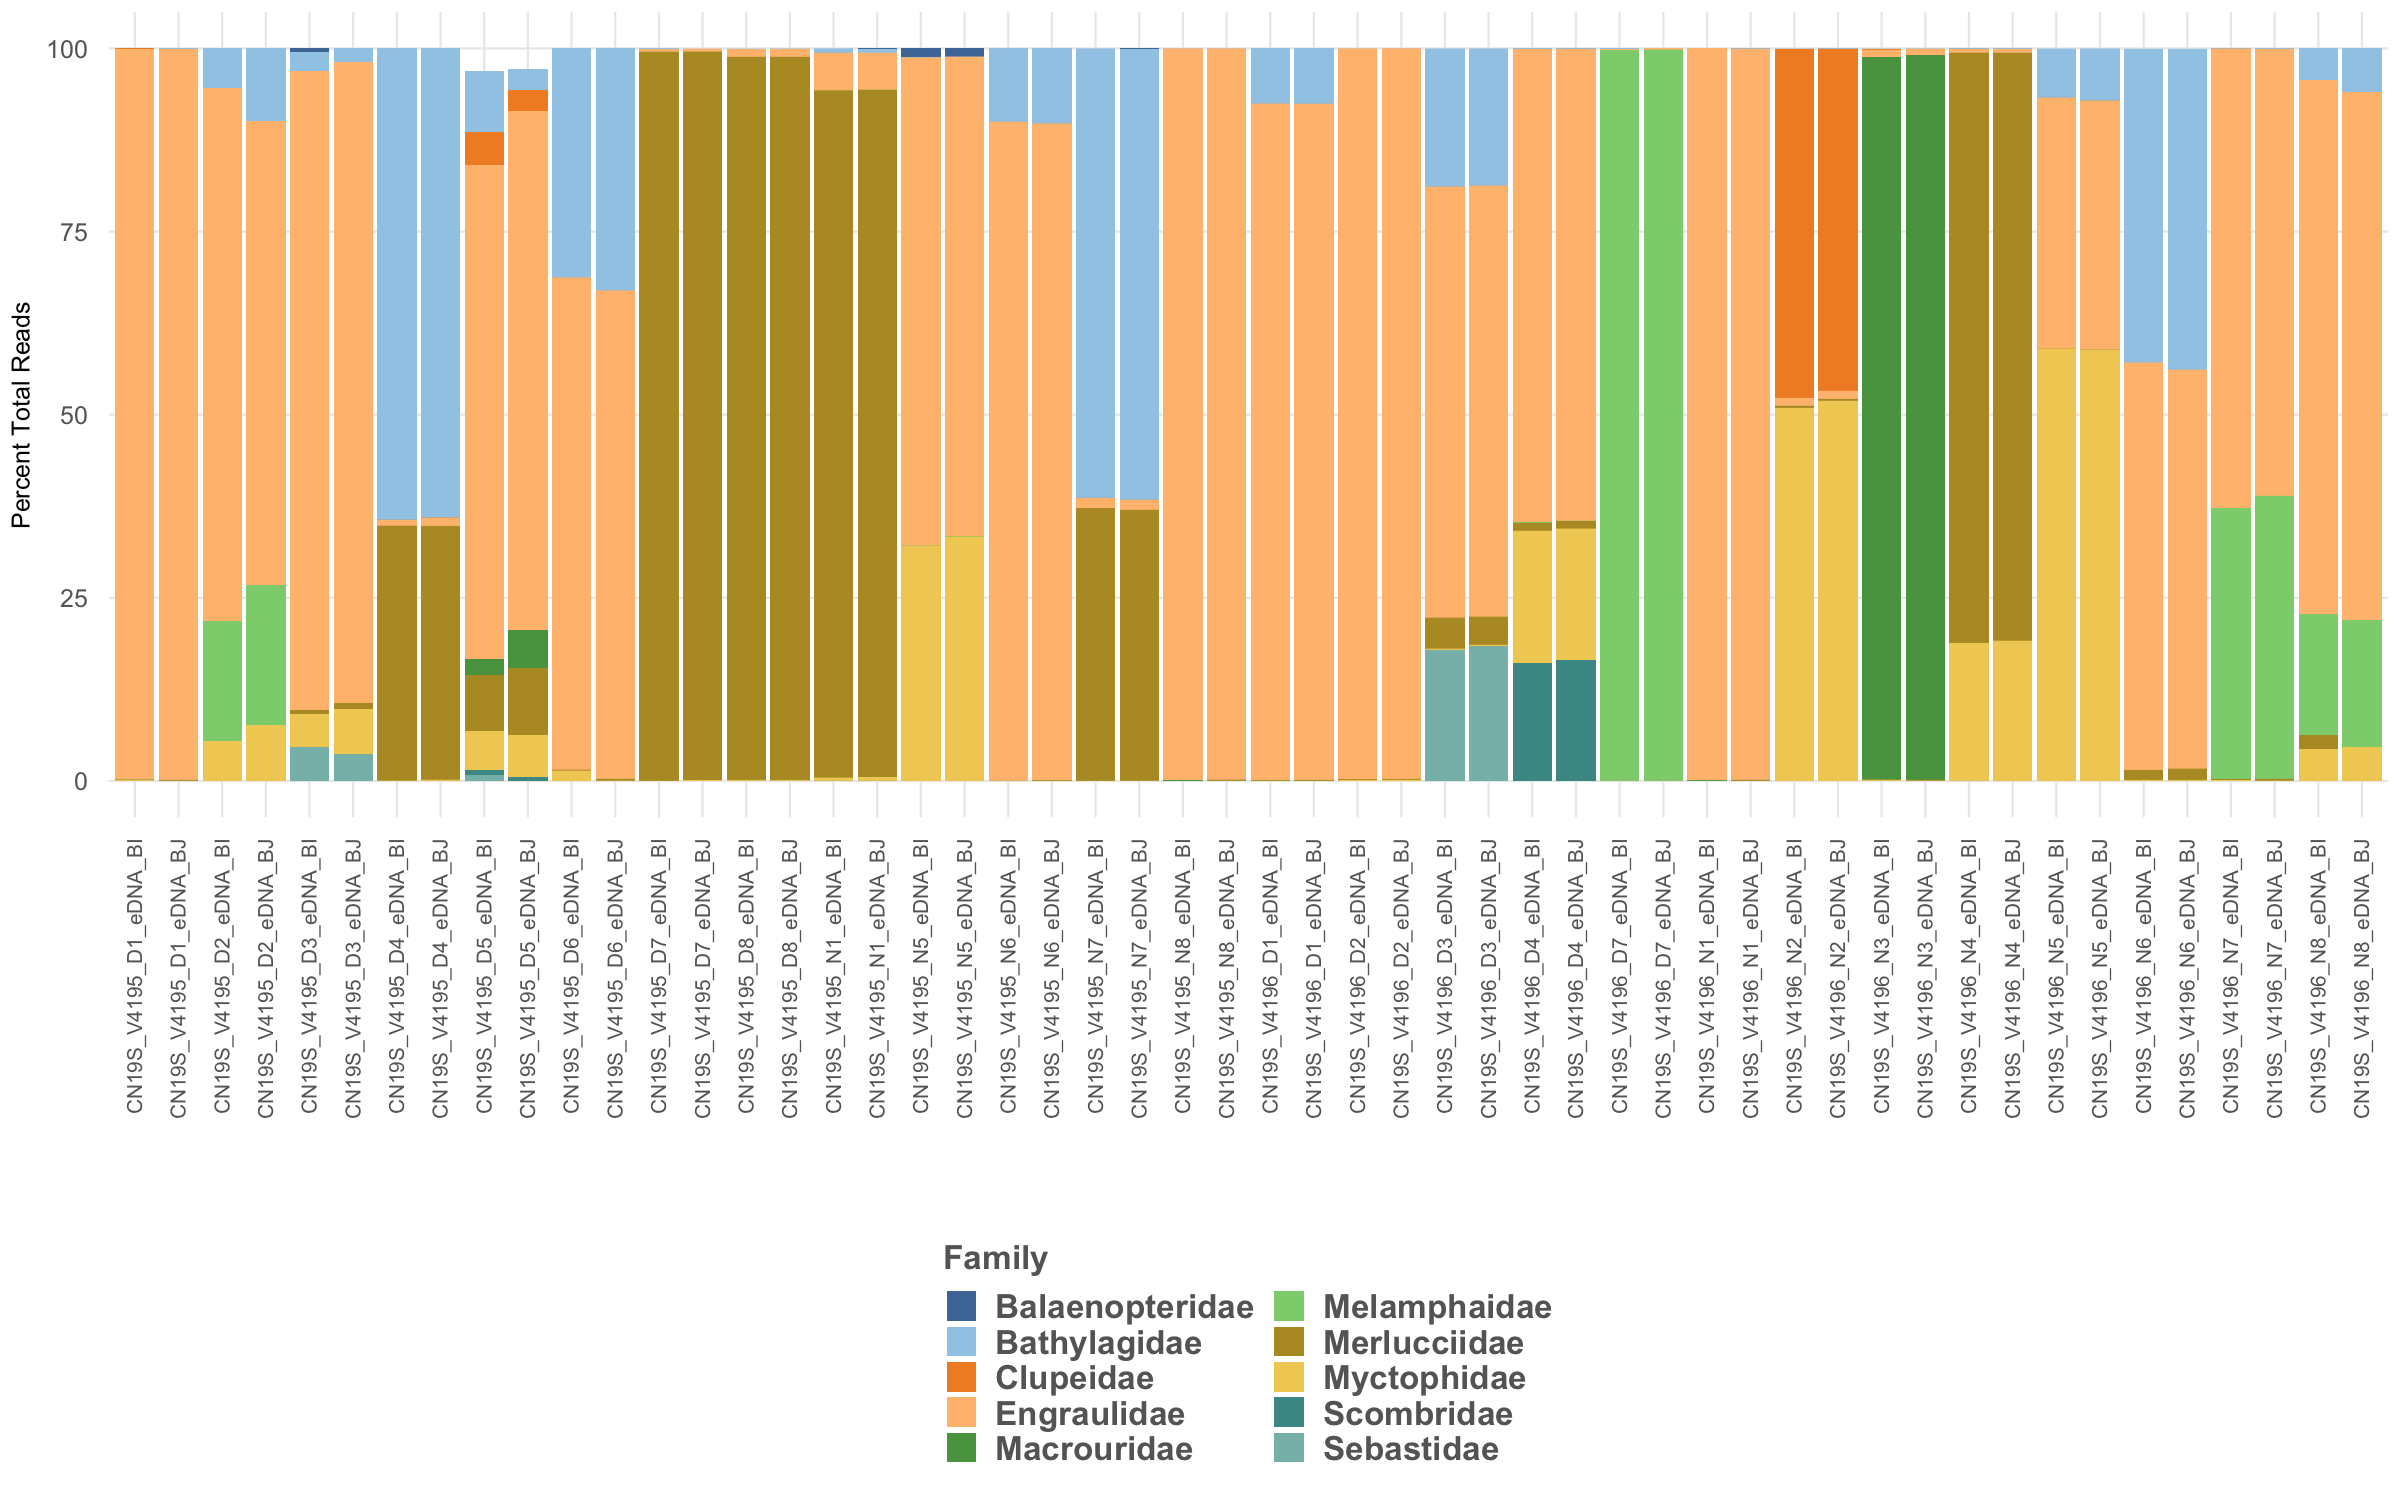 100
75
50
25
0
Percent Total Reads
CN19S_V4195_D1_eDNA_BI
CN19S_V4195_D1_eDNA_BJ
CN19S_V4195_D2_eDNA_BI
CN19S_V4195_D2_eDNA_BJ
CN19S_V4195_D3_eDNA_BI
CN19S_V4195_D3_eDNA_BJ
CN19S_V4195_D4_eDNA_BI
CN19S_V4195_D4_eDNA_BJ
CN19S_V4195_D5_eDNA_BI
CN19S_V4195_D5_eDNA_BJ
CN19S_V4195_D6_eDNA_BI
CN19S_V4195_D6_eDNA_BJ
CN19S_V4195_D7_eDNA_BI
CN19S_V4195_D7_eDNA_BJ
CN19S_V4195_D8_eDNA_BI
CN19S_V4195_D8_eDNA_BJ
CN19S_V4195_N1_eDNA_BI
CN19S_V4195_N1_eDNA_BJ
CN19S_V4195_N5_eDNA_BI
CN19S_V4195_N5_eDNA_BJ
CN19S_V4195_N6_eDNA_BI
CN19S_V4195_N6_eDNA_BJ
CN19S_V4195_N7_eDNA_BI
CN19S_V4195_N7_eDNA_BJ
CN19S_V4195_N8_eDNA_BI
CN19S_V4195_N8_eDNA_BJ
CN19S_V4196_D1_eDNA_BI
CN19S_V4196_D1_eDNA_BJ
CN19S_V4196_D2_eDNA_BI
CN19S_V4196_D2_eDNA_BJ
CN19S_V4196_D3_eDNA_BI
CN19S_V4196_D3_eDNA_BJ
CN19S_V4196_D4_eDNA_BI
CN19S_V4196_D4_eDNA_BJ
CN19S_V4196_D7_eDNA_BI
CN19S_V4196_D7_eDNA_BJ
CN19S_V4196_N1_eDNA_BI
CN19S_V4196_N1_eDNA_BJ
CN19S_V4196_N2_eDNA_BI
CN19S_V4196_N2_eDNA_BJ
CN19S_V4196_N3_eDNA_BI
CN19S_V4196_N3_eDNA_BJ
CN19S_V4196_N4_eDNA_BI
CN19S_V4196_N4_eDNA_BJ
CN19S_V4196_N5_eDNA_BI
CN19S_V4196_N5_eDNA_BJ
CN19S_V4196_N6_eDNA_BI
CN19S_V4196_N6_eDNA_BJ
CN19S_V4196_N7_eDNA_BI
CN19S_V4196_N7_eDNA_BJ
CN19S_V4196_N8_eDNA_BI
CN19S_V4196_N8_eDNA_BJ
Family
Balaenopteridae
Bathylagidae
Clupeidae
Engraulidae
Macrouridae
Melamphaidae
Merlucciidae
Myctophidae
Scombridae
Sebastidae